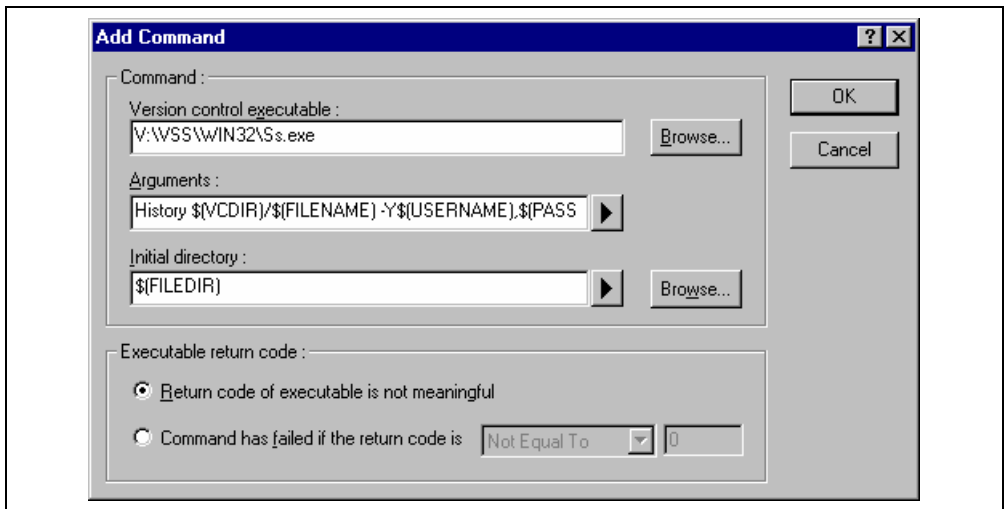 Add Command
Command :
OK
Version control executable :
V:\VSS\WIN32\Ss.exe
Browse...
Cancel
Arguments :
History $(VCDIR)/$(FILENAME) -Y$(USERNAME),$(PASS
Initial directory :
$(FILEDIR)
Browse...
Executable return code :
Return code of executable is not meaningful
Command has failed if the return code is Not Equal To 0